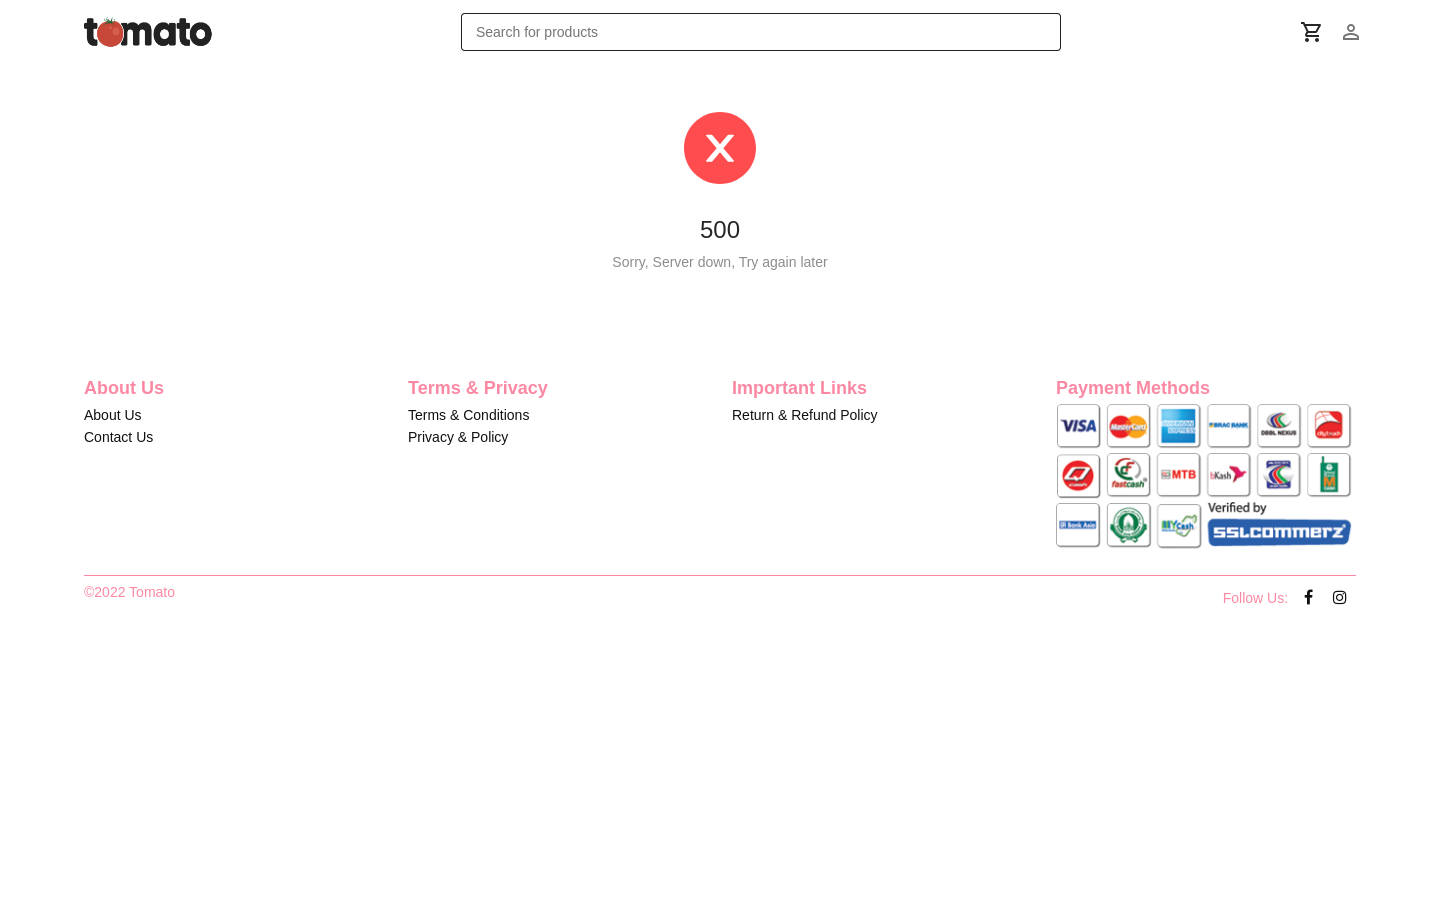 tomato
Search for products
500
Sorry, Server down, Try again later
About Us
About Us
Contact Us
Terms & Privacy
Terms & Conditions
Privacy & Policy
Important Links
Return & Refund Policy
Payment Methods
VISA
MasterCard
AMERICAN EXPRESS
BRAC BANK
DBBL NEXUS
fastcash
MTB
bKash
Bank Asia
MYCash
Verified by
SSLCOMMERZ
©2022 Tomato
Follow Us: